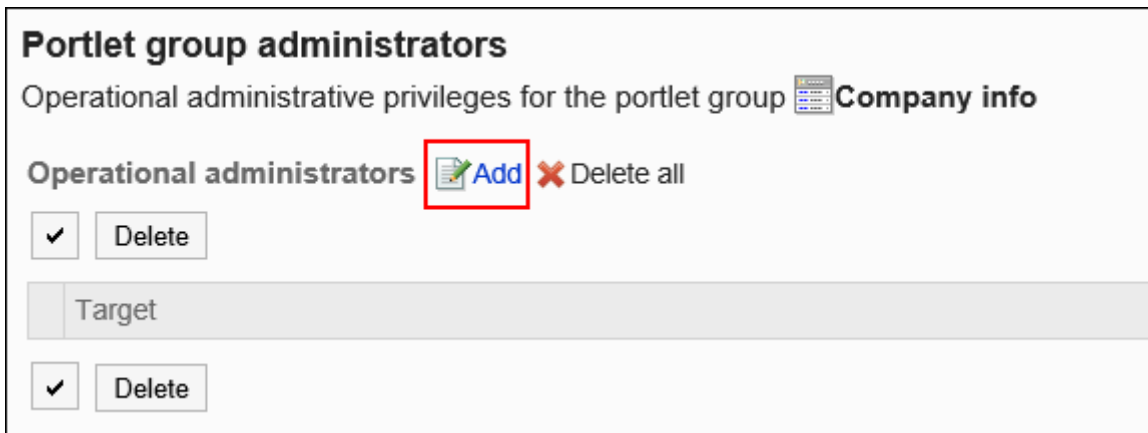 Portlet group administrators
Operational administrative privileges for the portlet group Company info
Operational administrators Add Delete all
Delete
Target
Delete